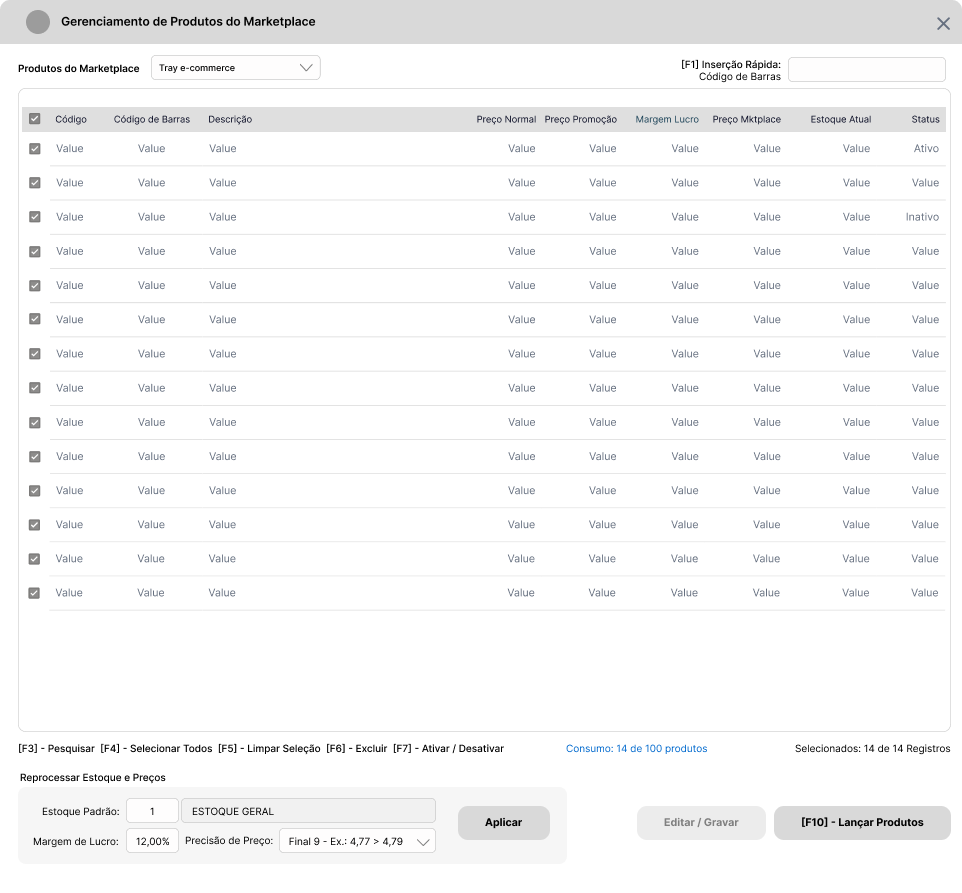 Gerenciamento de Produtos do Marketplace
Produtos do Marketplace Tray e-commerce [F1] Inserção Rápida:
Código de Barras
Código Código de Barras Descrição Preço Normal Preço Promoção Margem Lucro Preço Mktplace Estoque Atual Status
Value Value Value Value Value Value Value Value Ativo
Value Value Value Value Value Value Value Value Value
Value Value Value Value Value Value Value Value Inativo
Value Value Value Value Value Value Value Value Value
Value Value Value Value Value Value Value Value Value
Value Value Value Value Value Value Value Value Value
Value Value Value Value Value Value Value Value Value
Value Value Value Value Value Value Value Value Value
Value Value Value Value Value Value Value Value Value
Value Value Value Value Value Value Value Value Value
Value Value Value Value Value Value Value Value Value
Value Value Value Value Value Value Value Value Value
Value Value Value Value Value Value Value Value Value
Value Value Value Value Value Value Value Value Value
[F3] - Pesquisar [F4] - Selecionar Todos [F5] - Limpar Seleção [F6] - Excluir [F7] - Ativar / Desativar Consumo: 14 de 100 produtos Selecionados: 14 de 14 Registros
Reprocessar Estoque e Preços
Estoque Padrão: 1 ESTOQUE GERAL
Margem de Lucro: 12,00% Precisão de Preço: Final 9 - Ex.: 4,77 > 4,79
Aplicar Editar / Gravar [F10] - Lançar Produtos